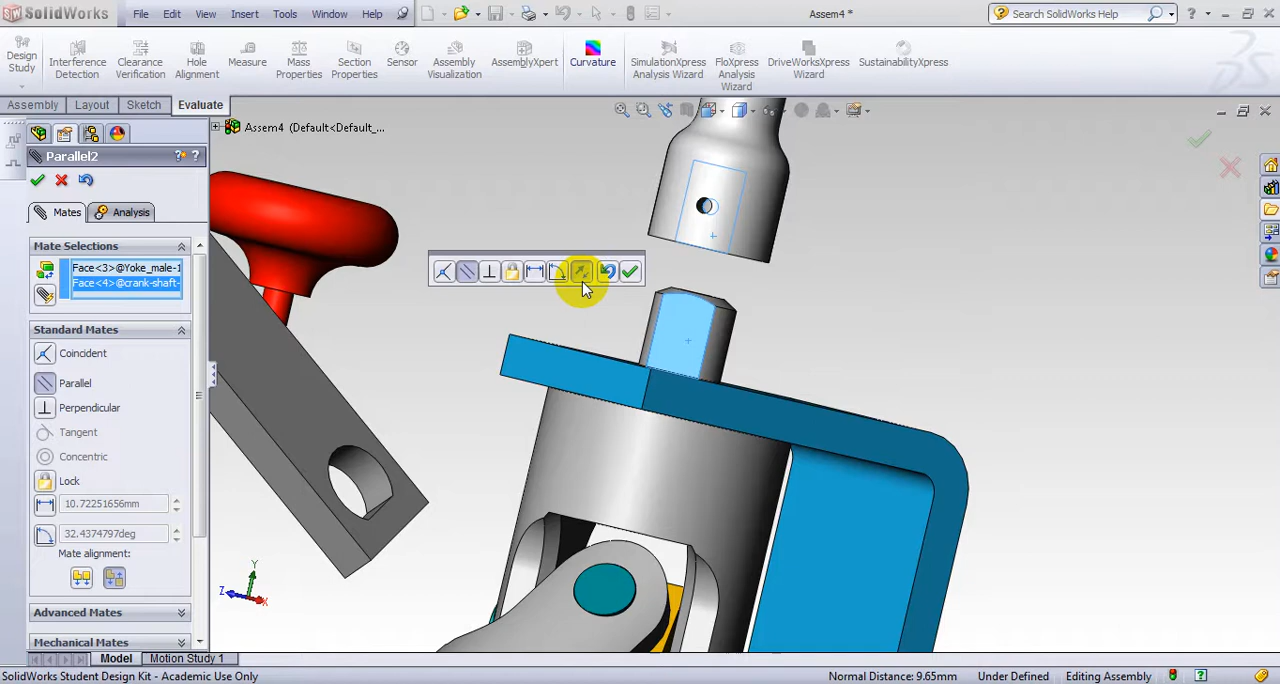 SolidWorks File Edit View Insert Tools Window Help Assem4 * Search SolidWorks Help
Design Study
Interference Detection
Clearance Verification
Hole Alignment
Measure
Mass Properties
Section Properties
Sensor
Assembly Visualization
AssemblyXpert
Curvature
SimulationXpress Analysis Wizard
FloXpress Analysis Wizard
DriveWorksXpress Wizard
SustainabilityXpress
Assembly Layout Sketch Evaluate
Assem4 (Default<Default_...
Parallel2
Mates Analysis
Mate Selections
Face<3>@Yoke_male-1
Face<4>@crank-shaft-
Standard Mates
Coincident
Parallel
Perpendicular
Tangent
Concentric
Lock
10.72251656mm
32.4374797deg
Mate alignment:
Advanced Mates
Mechanical Mates
Y
Z
X
Model Motion Study 1
SolidWorks Student Design Kit - Academic Use Only Normal Distance: 9.65mm Under Defined Editing Assembly